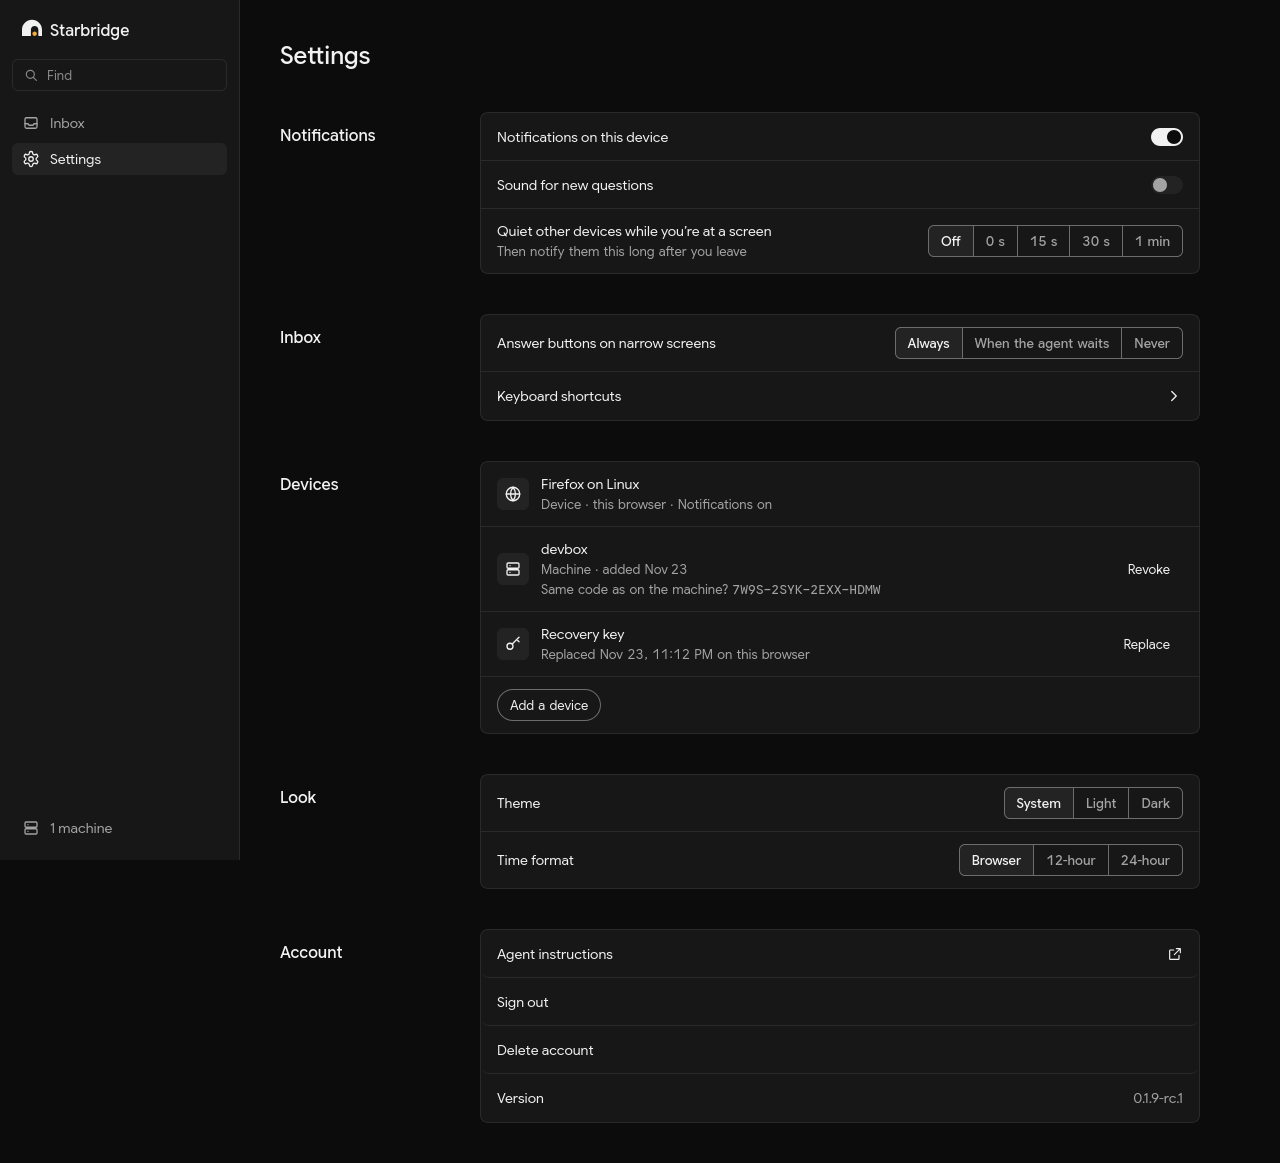 Starbridge
Find
Inbox
Settings
1 machine
Settings
Notifications
Notifications on this device
Sound for new questions
Quiet other devices while you're at a screen
Then notify them this long after you leave
Off 0 s 15 s 30 s 1 min
Inbox
Answer buttons on narrow screens
Always When the agent waits Never
Keyboard shortcuts
Devices
Firefox on Linux
Device · this browser · Notifications on
devbox
Machine · added Nov 23
Same code as on the machine? 7W9S-2SYK-2EXX-HDMW
Revoke
Recovery key
Replaced Nov 23, 11:12 PM on this browser
Replace
Add a device
Look
Theme
System Light Dark
Time format
Browser 12-hour 24-hour
Account
Agent instructions
Sign out
Delete account
Version 0.1.9-rc.1